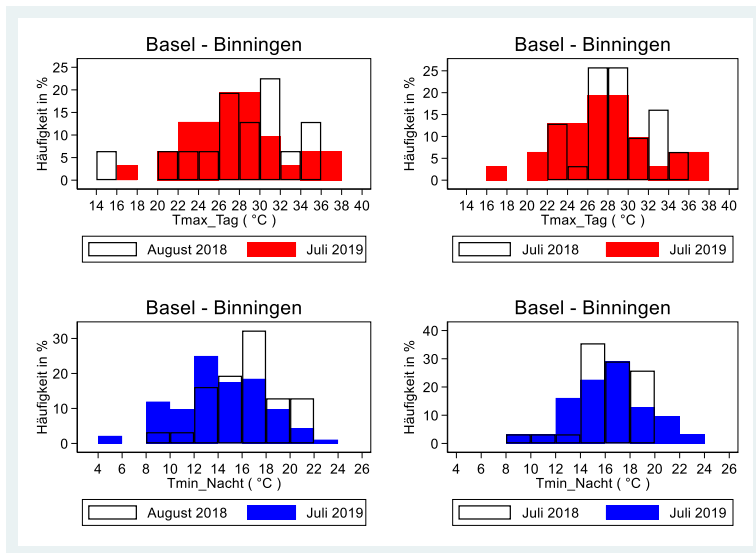 Basel - Binningen
Häufigkeit in %
25
20
15
10
5
0
14 16 18 20 22 24 26 28 30 32 34 36 38 40
Tmax_Tag ( °C )
August 2018 Juli 2019
Basel - Binningen
Häufigkeit in %
25
20
15
10
5
0
14 16 18 20 22 24 26 28 30 32 34 36 38 40
Tmax_Tag ( °C )
Juli 2018 Juli 2019
Basel - Binningen
Häufigkeit in %
30
20
10
0
4 6 8 10 12 14 16 18 20 22 24 26
Tmin_Nacht ( °C )
August 2018 Juli 2019
Basel - Binningen
Häufigkeit in %
40
30
20
10
0
4 6 8 10 12 14 16 18 20 22 24 26
Tmin_Nacht ( °C )
Juli 2018 Juli 2019